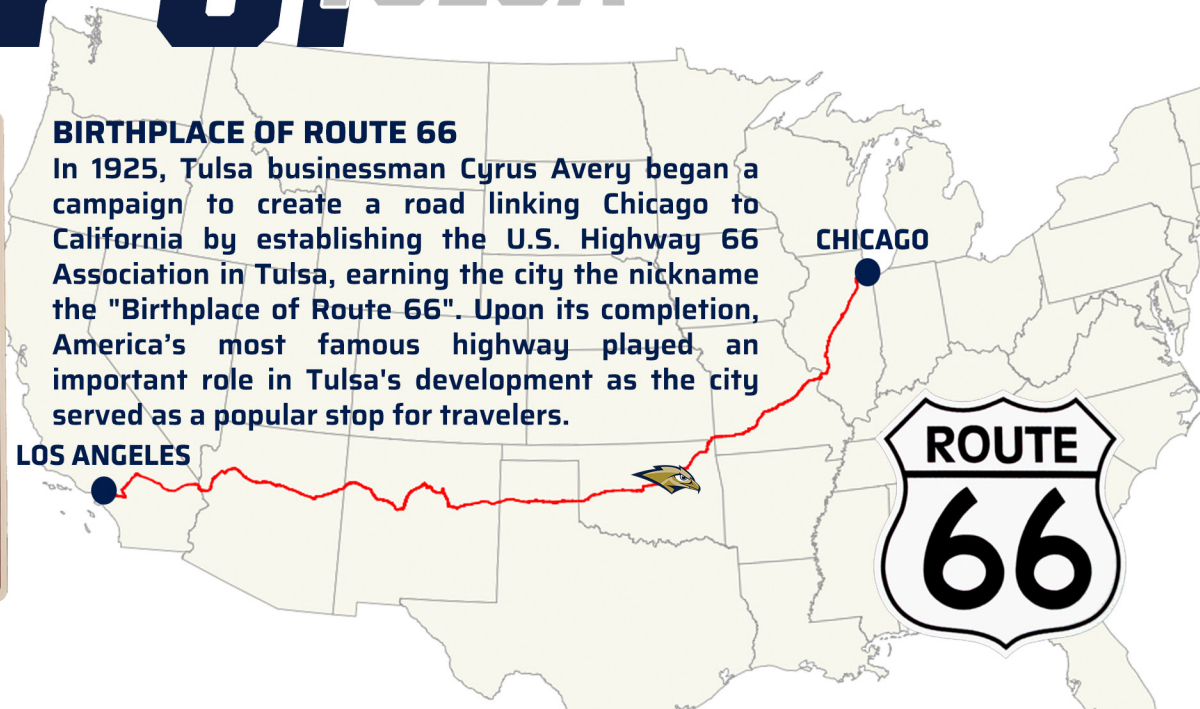 TULSA
BIRTHPLACE OF ROUTE 66
In 1925, Tulsa businessman Cyrus Avery began a
campaign to create a road linking Chicago to
California by establishing the U.S. Highway 66
Association in Tulsa, earning the city the nickname
the "Birthplace of Route 66". Upon its completion,
America’s most famous highway played an
important role in Tulsa's development as the city
served as a popular stop for travelers.
CHICAGO
LOS ANGELES
ROUTE
66